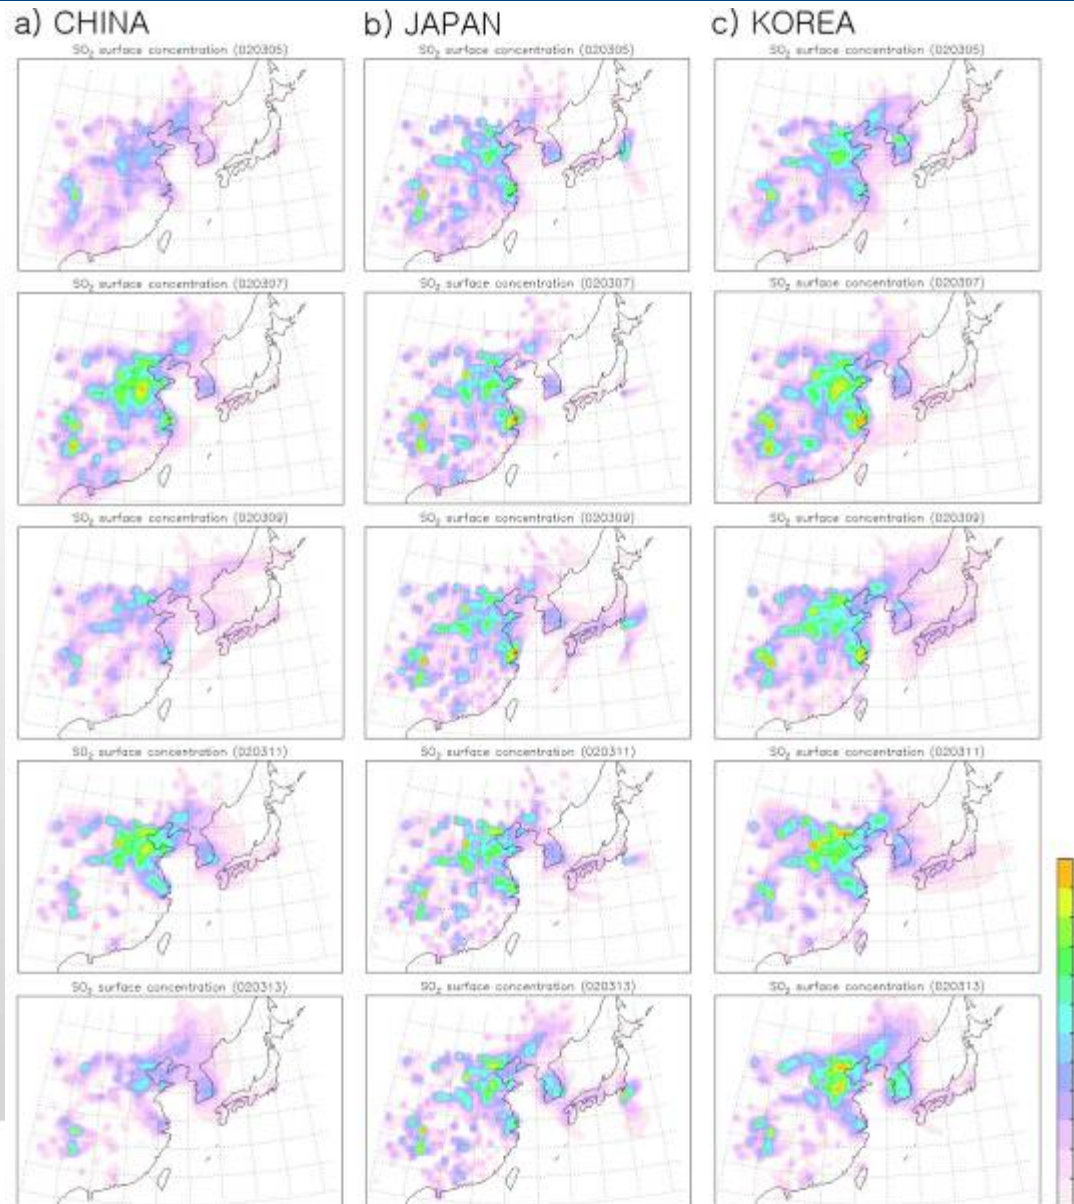 a) CHINA
b) JAPAN
c) KOREA
SO₂ surface concentration (020305)
SO₂ surface concentration (020305)
SO₂ surface concentration (020305)
SO₂ surface concentration (020307)
SO₂ surface concentration (020307)
SO₂ surface concentration (020307)
SO₂ surface concentration (020309)
SO₂ surface concentration (020309)
SO₂ surface concentration (020309)
SO₂ surface concentration (020311)
SO₂ surface concentration (020311)
SO₂ surface concentration (020311)
SO₂ surface concentration (020313)
SO₂ surface concentration (020313)
SO₂ surface concentration (020313)